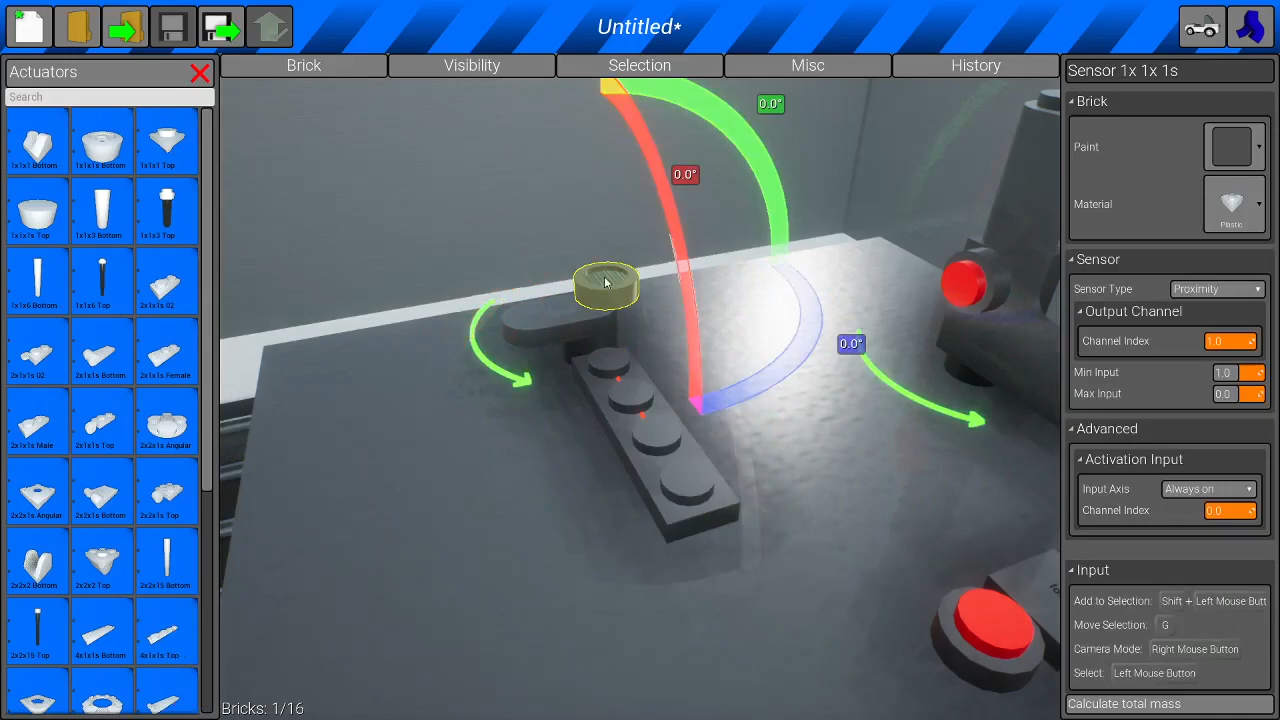 Untitled*
Actuators
Search
1x1x1 Bottom
1x1x1s Bottom
1x1x1 Top
1x1x1s Top
1x1x3 Bottom
1x1x3 Top
1x1x6 Bottom
1x1x6 Top
2x1x1s 02
2x1x1s 02
2x1x1s Bottom
2x1x1s Female
2x1x1s Male
2x1x1s Top
2x2x1s Angular
2x2x1s Angular
2x2x1s Bottom
2x2x1s Top
2x2x2 Bottom
2x2x2 Top
2x2x15 Bottom
2x2x15 Top
4x1x1s Bottom
4x1x1s Top
Brick
Visibility
Selection
Misc
History
0.0°
0.0°
0.0°
Bricks: 1/16
Sensor 1x 1x 1s
Brick
Paint
Material
Plastic
Sensor
Sensor Type
Proximity
Output Channel
Channel Index
1.0
Min Input
1.0
Max Input
0.0
Advanced
Activation Input
Input Axis
Always on
Channel Index
0.0
Input
Add to Selection: Shift + Left Mouse Butt
Move Selection: G
Camera Mode: Right Mouse Button
Select: Left Mouse Button
Calculate total mass